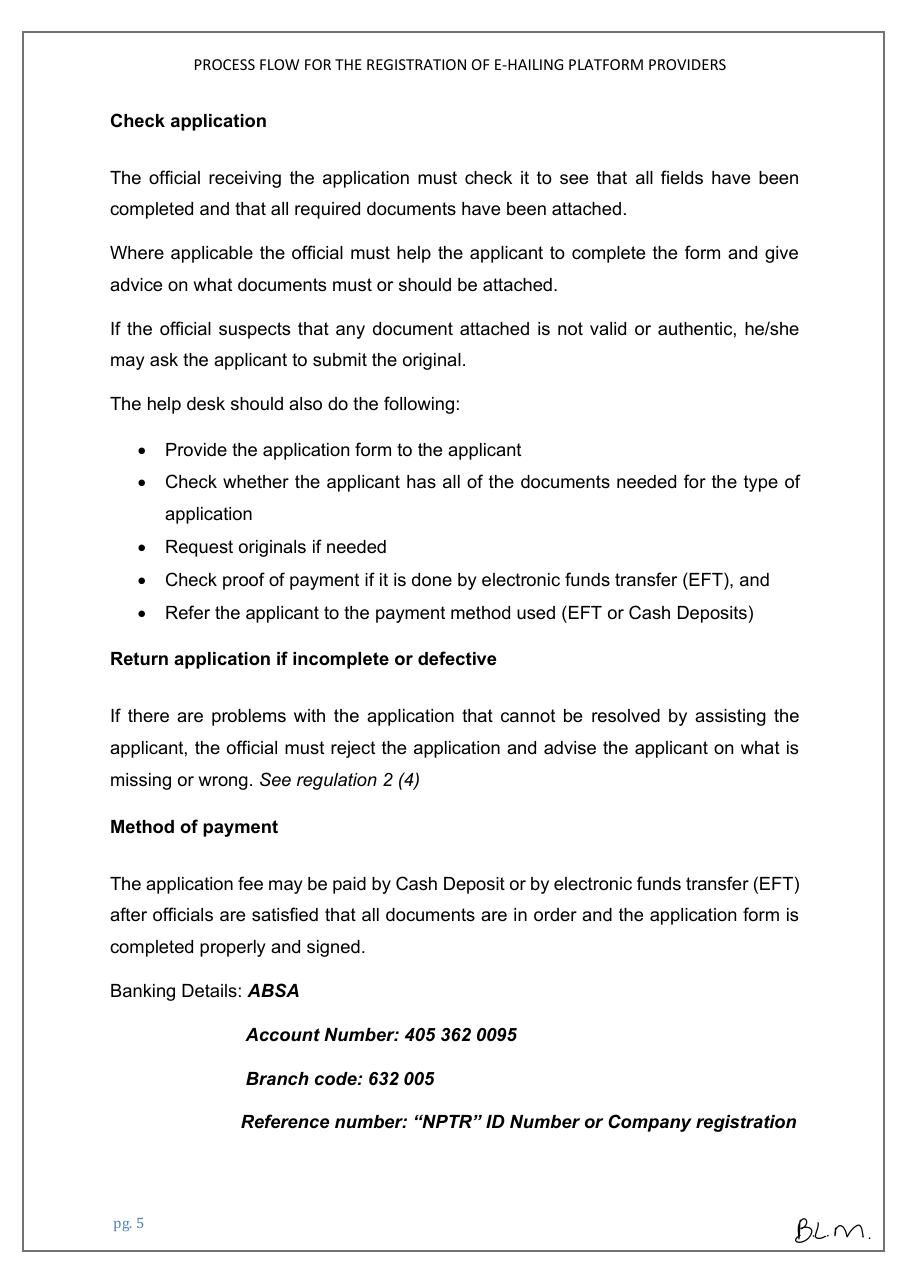 PROCESS FLOW FOR THE REGISTRATION OF E-HAILING PLATFORM PROVIDERS
Check application
The official receiving the application must check it to see that all fields have been
completed and that all required documents have been attached.
Where applicable the official must help the applicant to complete the form and give
advice on what documents must or should be attached.
If the official suspects that any document attached is not valid or authentic, he/she
may ask the applicant to submit the original.
The help desk should also do the following:
• Provide the application form to the applicant
• Check whether the applicant has all of the documents needed for the type of
application
• Request originals if needed
• Check proof of payment if it is done by electronic funds transfer (EFT), and
• Refer the applicant to the payment method used (EFT or Cash Deposits)
Return application if incomplete or defective
If there are problems with the application that cannot be resolved by assisting the
applicant, the official must reject the application and advise the applicant on what is
missing or wrong. See regulation 2 (4)
Method of payment
The application fee may be paid by Cash Deposit or by electronic funds transfer (EFT)
after officials are satisfied that all documents are in order and the application form is
completed properly and signed.
Banking Details: ABSA
Account Number: 405 362 0095
Branch code: 632 005
Reference number: “NPTR” ID Number or Company registration
pg. 5
B.L.M.